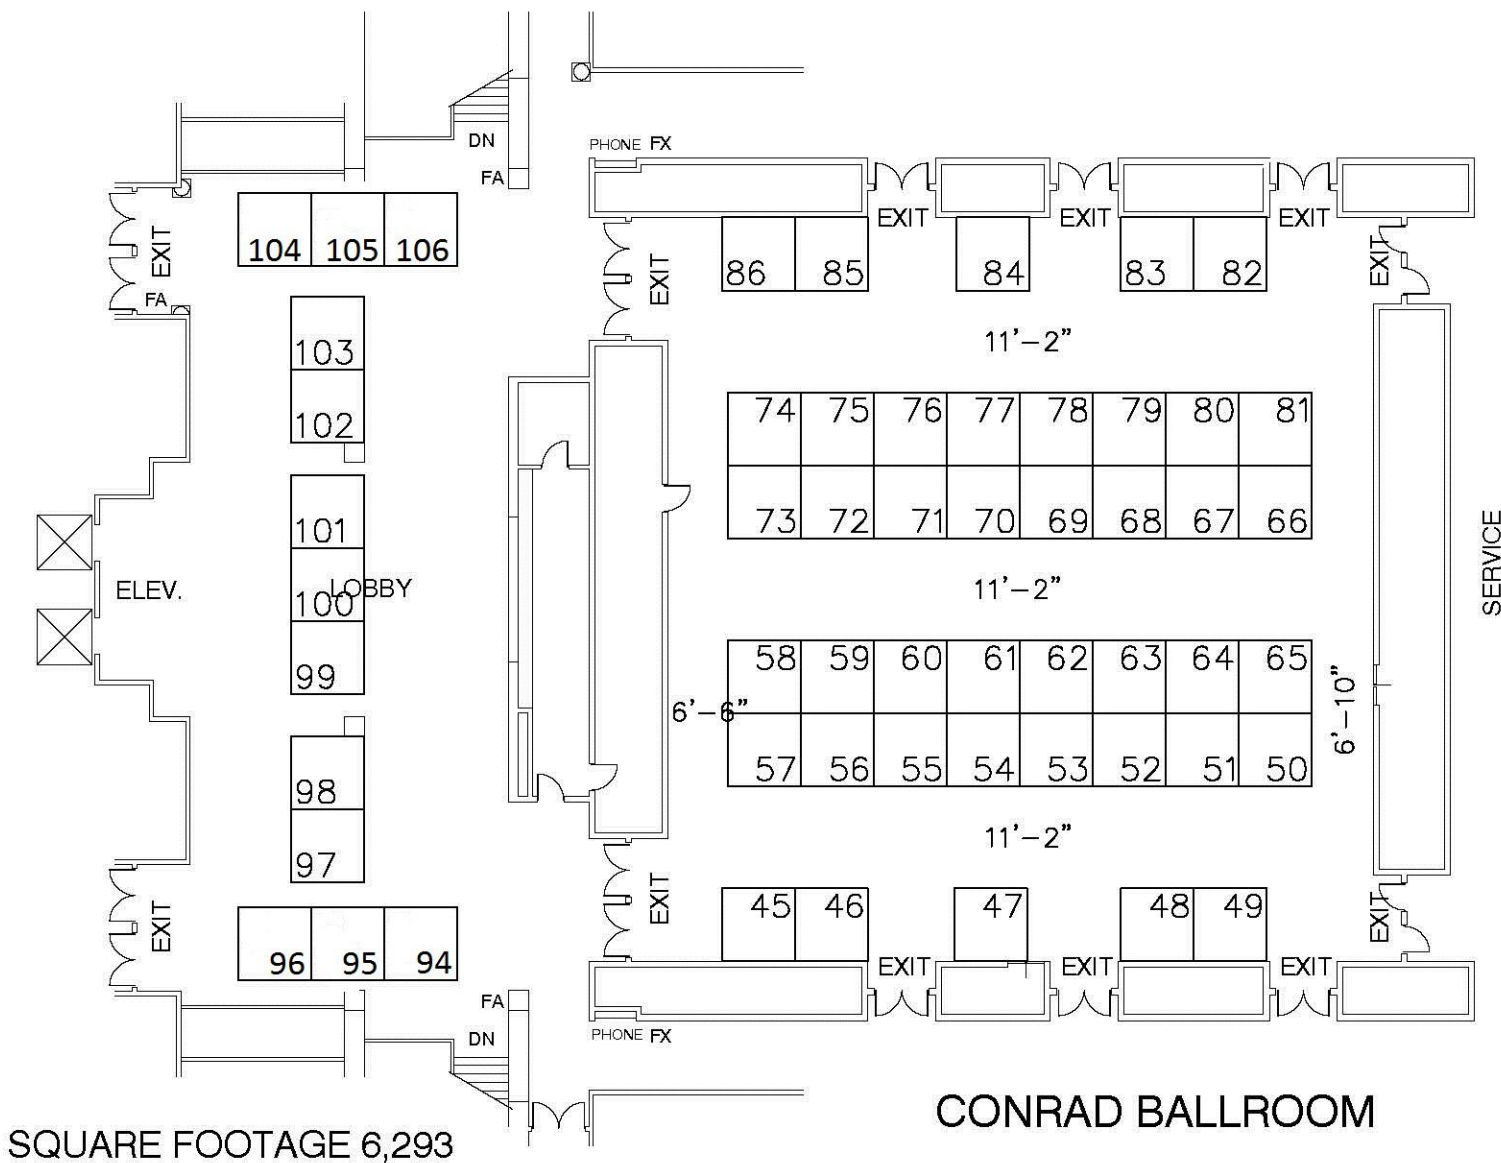 DN
PHONE FX
FA
EXIT EXIT EXIT
104 105 106
EXIT
EXIT
EXIT
86 85 84 83 82
FA
11'-2"
103
102
74 75 76 77 78 79 80 81
73 72 71 70 69 68 67 66
101
SERVICE
ELEV.
LOBBY
100
11'-2"
99
58 59 60 61 62 63 64 65
6'-6"
6'-10"
57 56 55 54 53 52 51 50
98
97
11'-2"
45 46 47 48 49
EXIT
EXIT
EXIT
96 95 94
EXIT EXIT EXIT
FA
DN
PHONE FX
CONRAD BALLROOM
SQUARE FOOTAGE 6,293